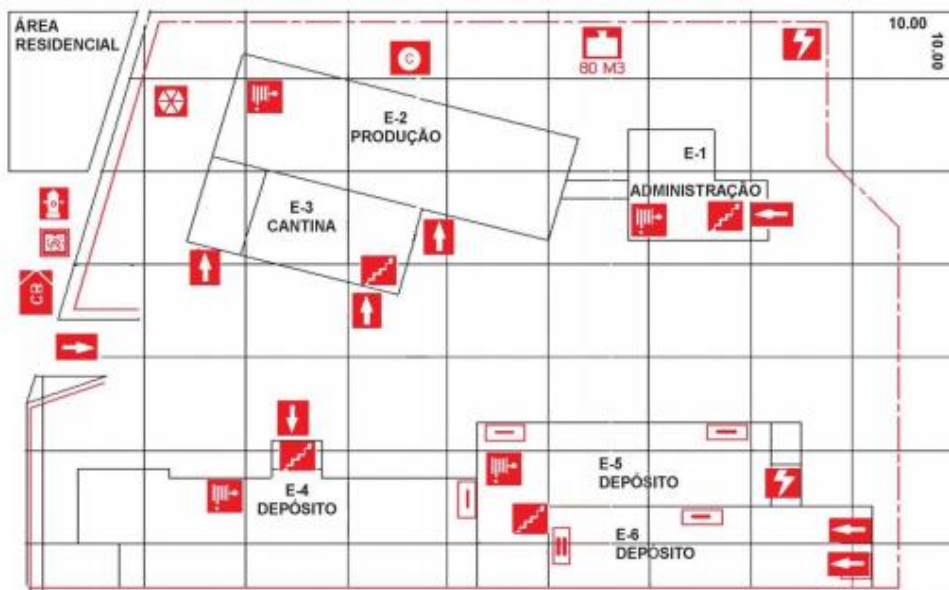 ÁREA
RESIDENCIAL
10.00
10.00
C
80 M3
E-2
PRODUÇÃO
E-1
ADMINISTRAÇÃO
E-3
CANTINA
CB
E-4
DEPÓSITO
E-5
DEPÓSITO
E-6
DEPÓSITO